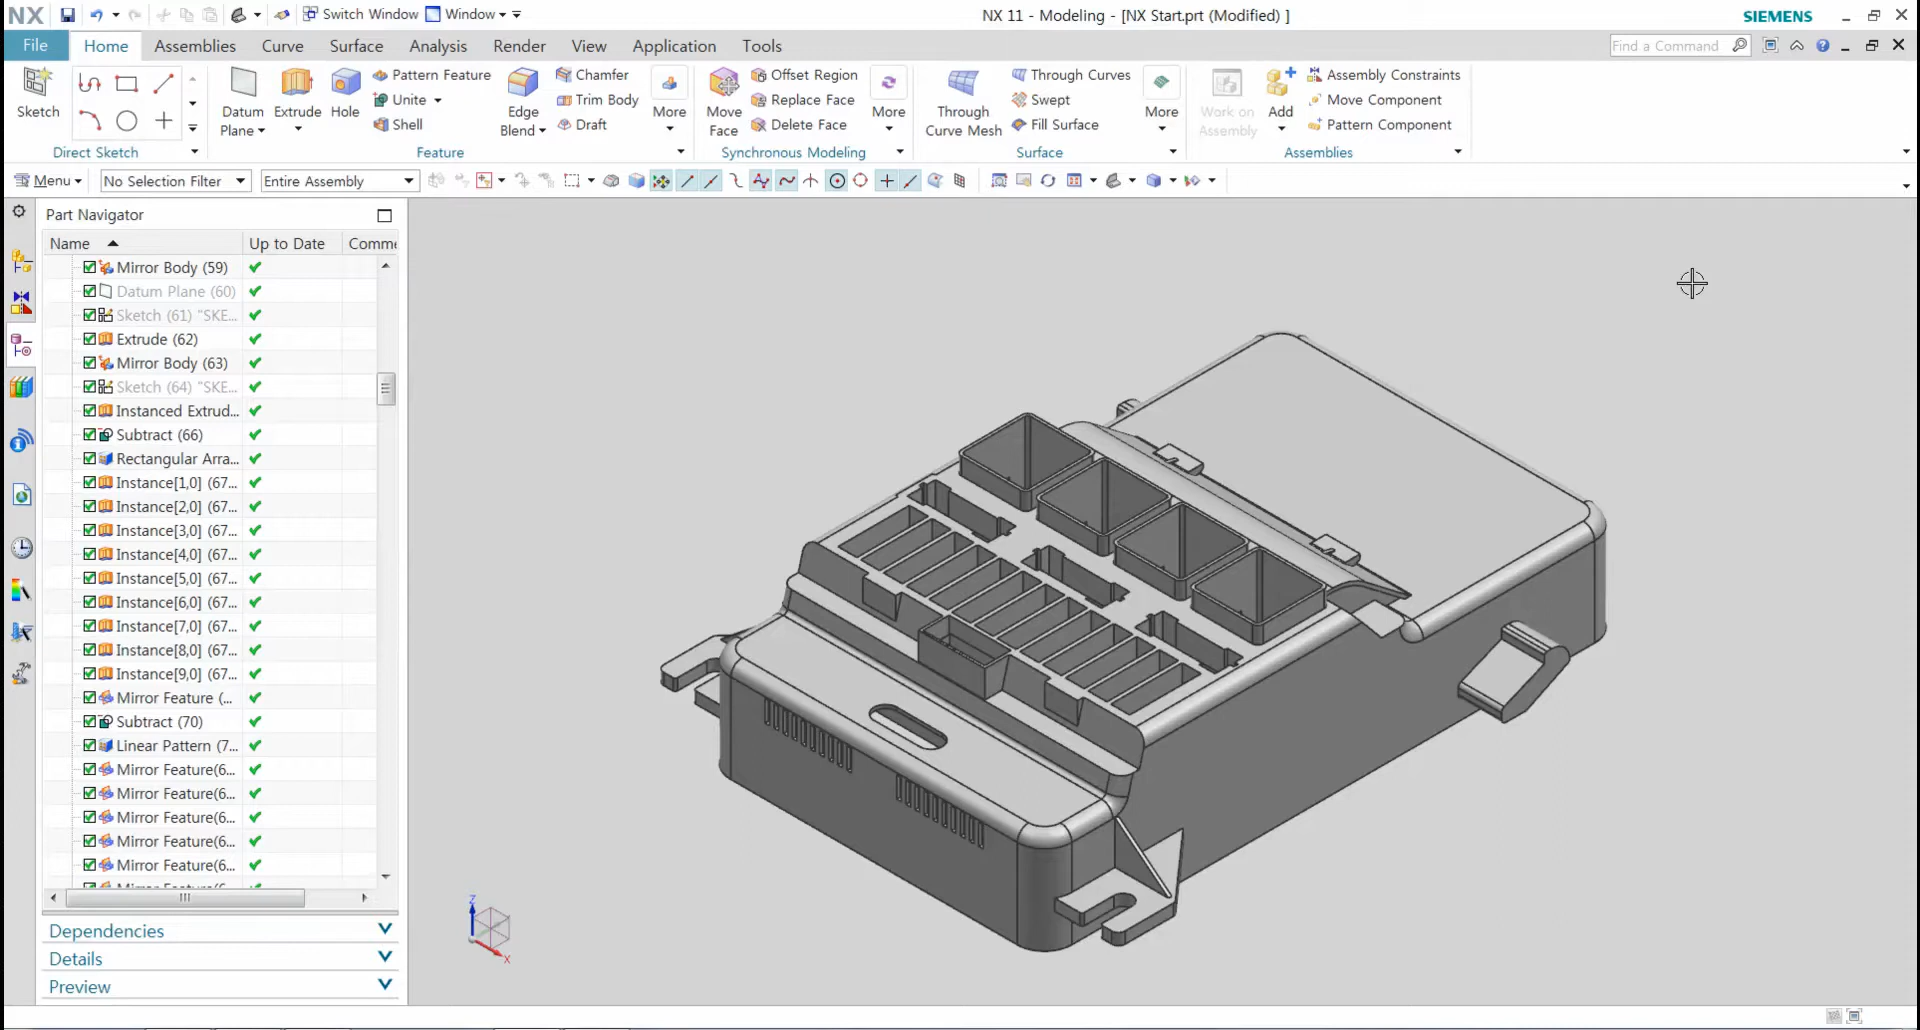 NX Switch Window Window NX 11 - Modeling - [NX Start.prt (Modified) ] SIEMENS
File Home Assemblies Curve Surface Analysis Render View Application Tools Find a Command
Sketch
Direct Sketch
Datum Plane
Extrude
Hole
Pattern Feature
Unite
Shell
Edge Blend
Chamfer
Trim Body
Draft
More
Feature
Move Face
Offset Region
Replace Face
Delete Face
More
Synchronous Modeling
Through Curve Mesh
Through Curves
Swept
Fill Surface
More
Surface
Work on Assembly
Add
Assembly Constraints
Move Component
Pattern Component
Assemblies
Menu No Selection Filter Entire Assembly
Part Navigator
Name Up to Date Comme
Mirror Body (59)
Datum Plane (60)
Sketch (61) "SKE...
Extrude (62)
Mirror Body (63)
Sketch (64) "SKE...
Instanced Extrud...
Subtract (66)
Rectangular Arra...
Instance[1,0] (67...
Instance[2,0] (67...
Instance[3,0] (67...
Instance[4,0] (67...
Instance[5,0] (67...
Instance[6,0] (67...
Instance[7,0] (67...
Instance[8,0] (67...
Instance[9,0] (67...
Mirror Feature (...
Subtract (70)
Linear Pattern (7...
Mirror Feature(6...
Mirror Feature(6...
Mirror Feature(6...
Mirror Feature(6...
Mirror Feature(6...
Dependencies
Details
Preview
Z
X